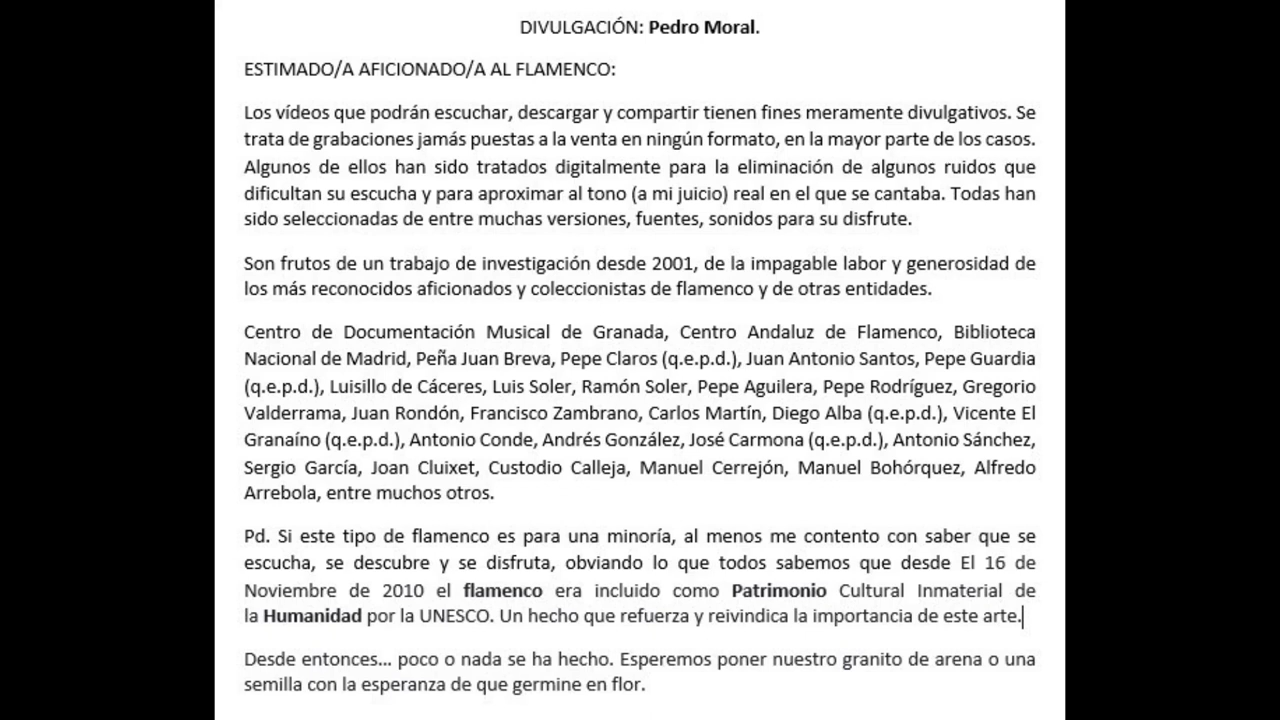 DIVULGACIÓN: Pedro Moral.
ESTIMADO/A AFICIONADO/A AL FLAMENCO:
Los vídeos que podrán escuchar, descargar y compartir tienen fines meramente divulgativos. Se
trata de grabaciones jamás puestas a la venta en ningún formato, en la mayor parte de los casos.
Algunos de ellos han sido tratados digitalmente para la eliminación de algunos ruidos que
dificultan su escucha y para aproximar al tono (a mi juicio) real en el que se cantaba. Todas han
sido seleccionadas de entre muchas versiones, fuentes, sonidos para su disfrute.
Son frutos de un trabajo de investigación desde 2001, de la impagable labor y generosidad de
los más reconocidos aficionados y coleccionistas de flamenco y de otras entidades.
Centro de Documentación Musical de Granada, Centro Andaluz de Flamenco, Biblioteca
Nacional de Madrid, Peña Juan Breva, Pepe Claros (q.e.p.d.), Juan Antonio Santos, Pepe Guardia
(q.e.p.d.), Luisillo de Cáceres, Luis Soler, Ramón Soler, Pepe Aguilera, Pepe Rodríguez, Gregorio
Valderrama, Juan Rondón, Francisco Zambrano, Carlos Martín, Diego Alba (q.e.p.d.), Vicente El
Granaíno (q.e.p.d.), Antonio Conde, Andrés González, José Carmona (q.e.p.d.), Antonio Sánchez,
Sergio García, Joan Cluixet, Custodio Calleja, Manuel Cerrejón, Manuel Bohórquez, Alfredo
Arrebola, entre muchos otros.
Pd. Si este tipo de flamenco es para una minoría, al menos me contento con saber que se
escucha, se descubre y se disfruta, obviando lo que todos sabemos que desde El 16 de
Noviembre de 2010 el flamenco era incluido como Patrimonio Cultural Inmaterial de
la Humanidad por la UNESCO. Un hecho que refuerza y reivindica la importancia de este arte.
Desde entonces... poco o nada se ha hecho. Esperemos poner nuestro granito de arena o una
semilla con la esperanza de que germine en flor.